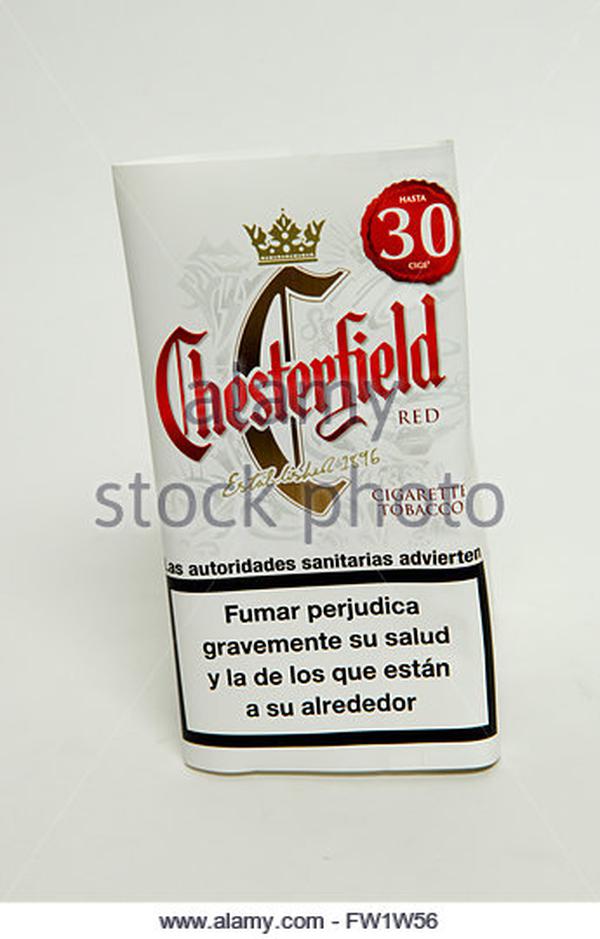 HASTA
30
CIGS*
Chesterfield
RED
Established 1896
CIGARETTE
TOBACCO
alamy
stock photo
Las autoridades sanitarias advierten
Fumar perjudica
gravemente su salud
y la de los que están
a su alrededor
www.alamy.com - FW1W56